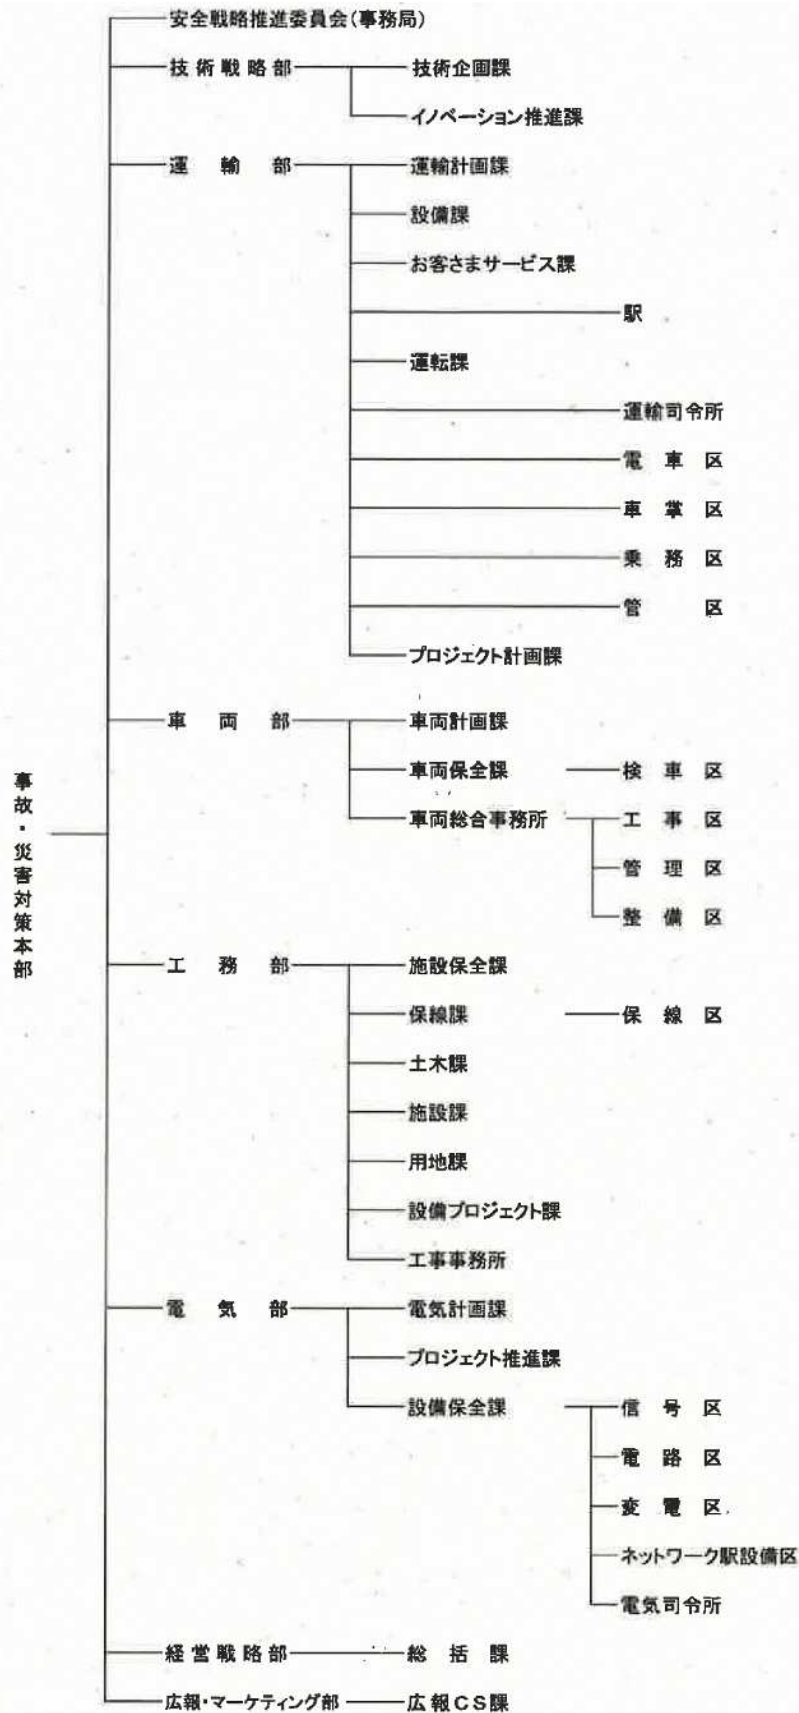 安全戦略推進委員会（事務局）
技術戦略部 技術企画課
イノベーション推進課
運輸部 運輸計画課
設備課
お客さまサービス課
駅
運転課
運輸司令所
電車区
車掌区
乗務区
管区
プロジェクト計画課
車両部 車両計画課
車両保全課 検車区
車両総合事務所 工事区
管理区
整備区
事故・災害対策本部
工務部 施設保全課
保線課 保線区
土木課
施設課
用地課
設備プロジェクト課
工事事務所
電気部 電気計画課
プロジェクト推進課
設備保全課 信号区
電路区
変電区
ネットワーク駅設備区
電気司令所
経営戦略部 総括課
広報・マーケティング部 広報CS課